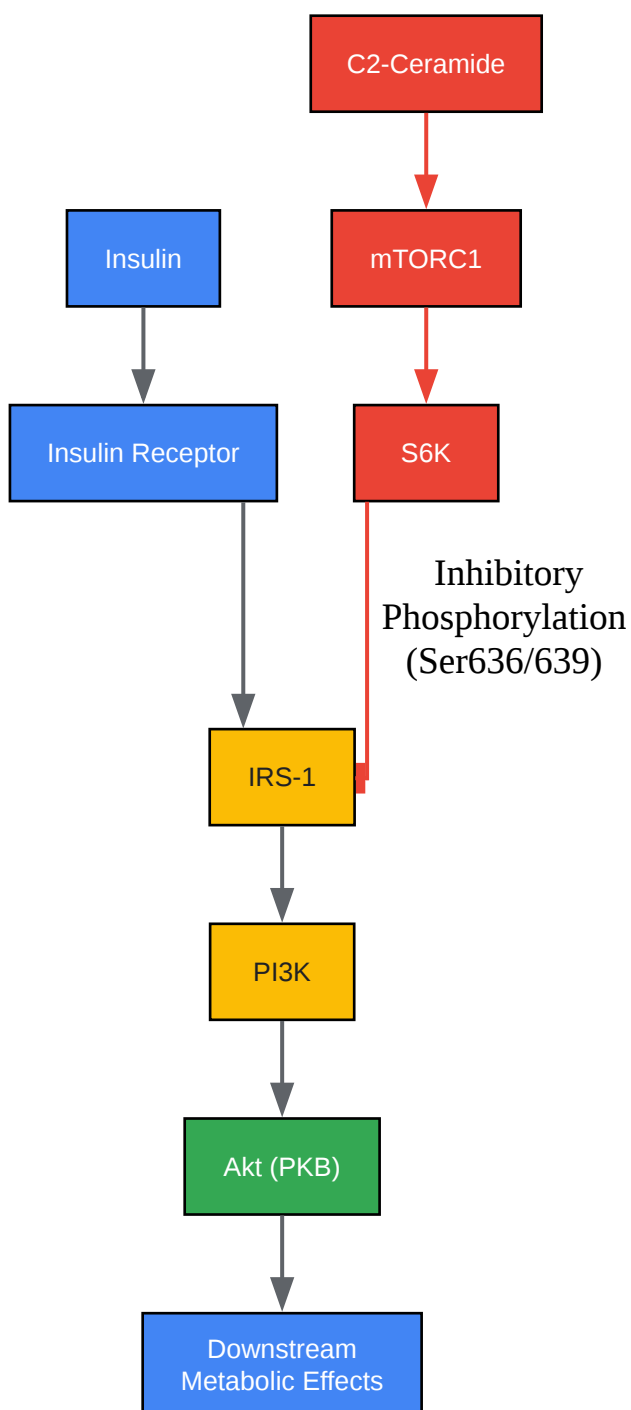 C2-Ceramide
Insulin
mTORC1
Insulin Receptor
S6K
Inhibitory
Phosphorylation
(Ser636/639)
IRS-1
PI3K
Akt (PKB)
Downstream
Metabolic Effects